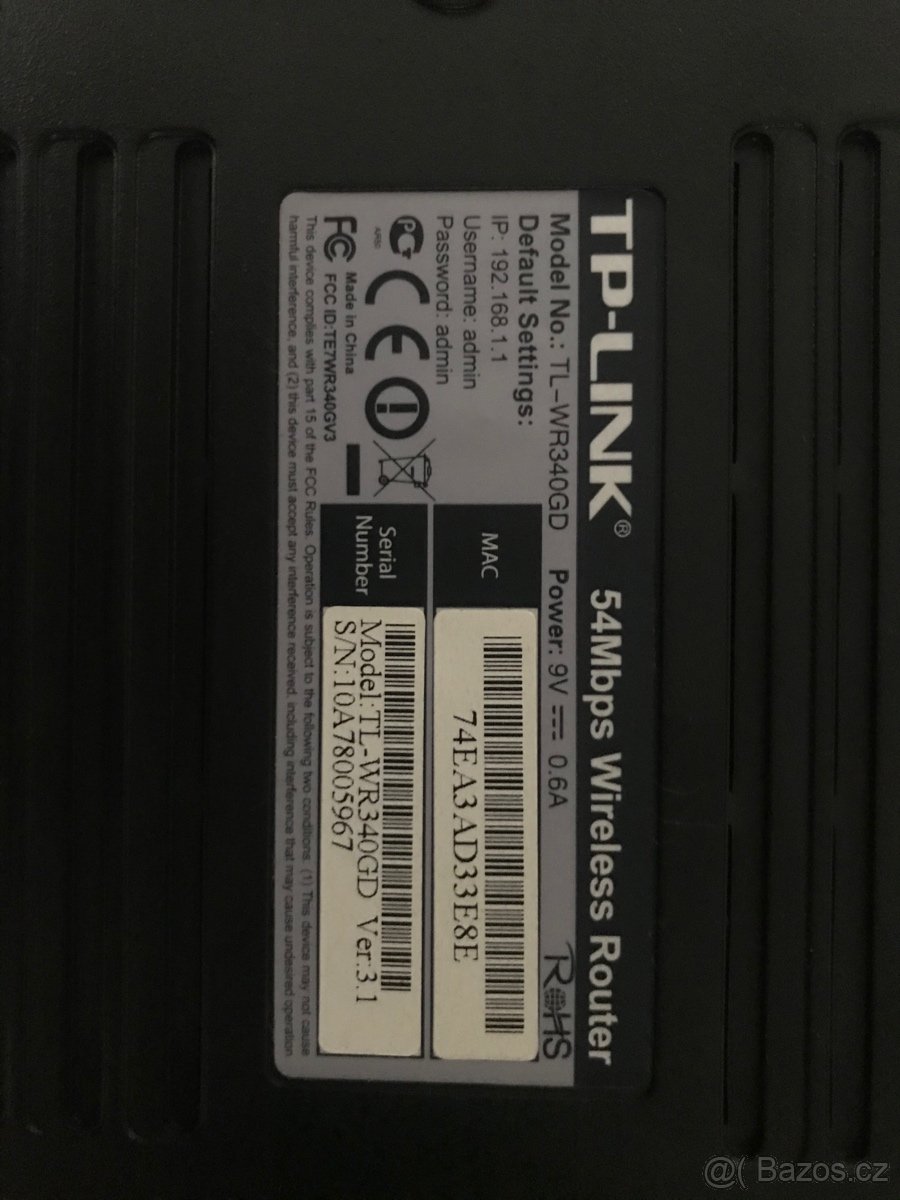 TP-LINK® 54Mbps Wireless Router
Model No.: TL-WR340GD Power: 9V 0.6A
RoHS
Default Settings:
IP: 192.168.1.1
Username: admin
Password: admin
MAC
74EA3AD33E8E
Serial
Number
Model:TL-WR340GD Ver:3.1
S/N:10A78005967
CE
FC
Made in China
FCC ID:TE7WR340GV3
This device complies with part 15 of the FCC Rules. Operation is subject to the following two conditions: (1) This device may not cause
harmful interference, and (2) this device must accept any interference received, including interference that may cause undesired operation
@( Bazos.cz